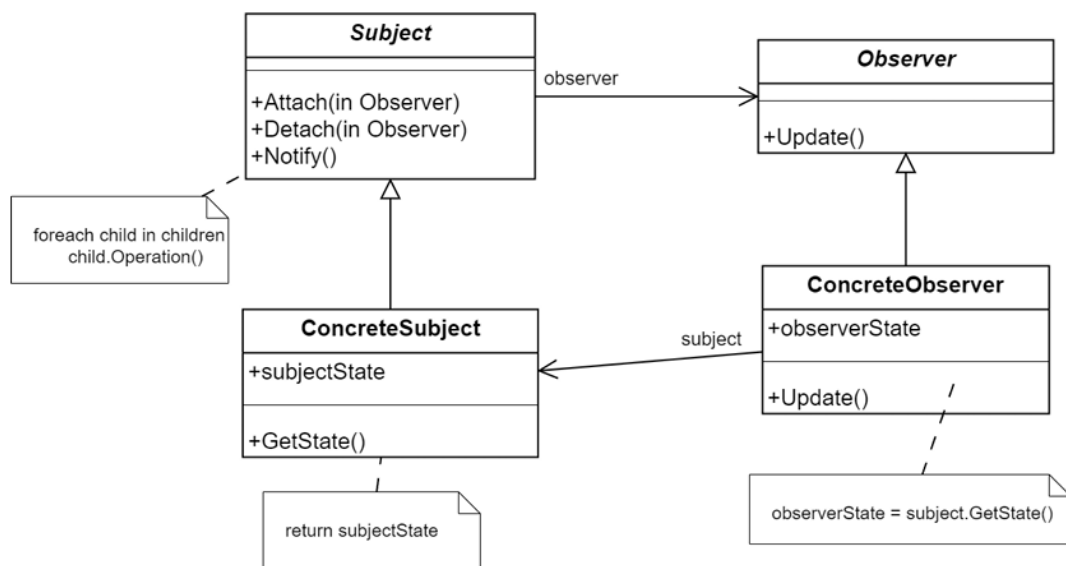 Subject
+Attach(in Observer)
+Detach(in Observer)
+Notify()
observer
Observer
+Update()
foreach child in children
child.Operation()
ConcreteSubject
+subjectState
+GetState()
subject
ConcreteObserver
+observerState
+Update()
return subjectState
observerState = subject.GetState()